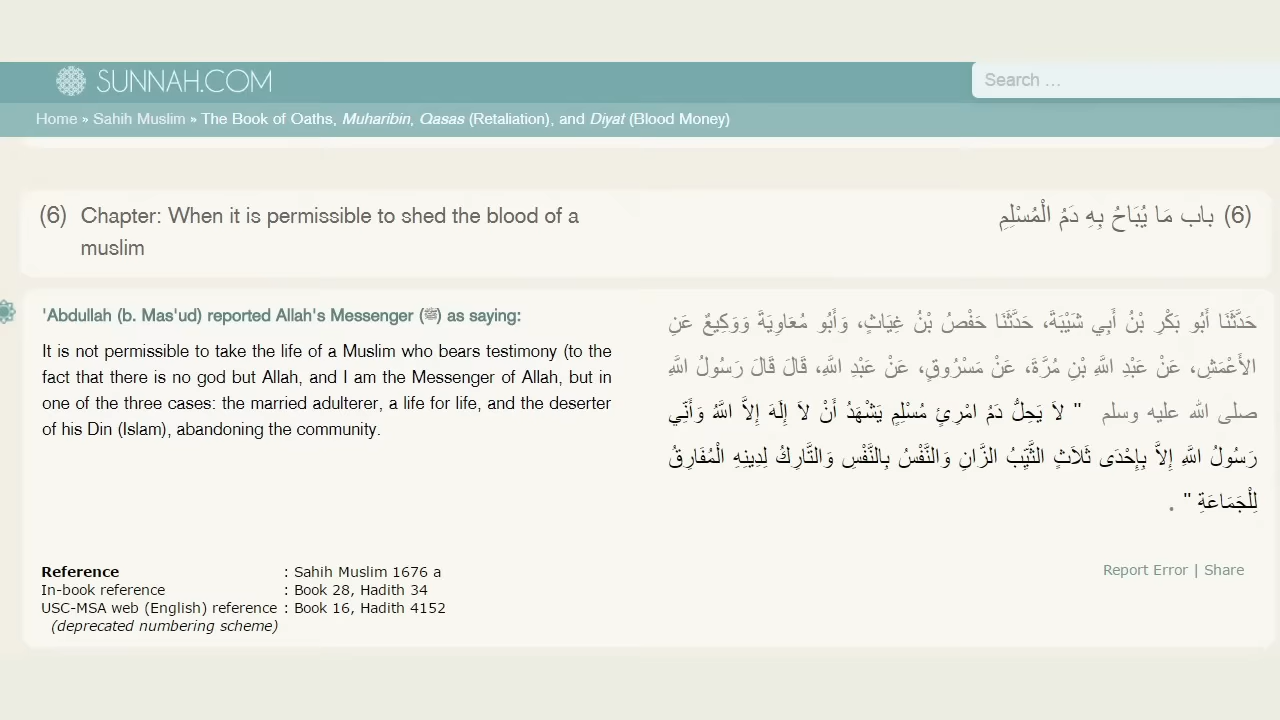 SUNNAH.COM
Search ...
Home » Sahih Muslim » The Book of Oaths, Muharibin, Qasas (Retaliation), and Diyat (Blood Money)
(6) Chapter: When it is permissible to shed the blood of a
muslim
(6) باب مَا يُبَاحُ بِهِ دَمُ الْمُسْلِمِ
'Abdullah (b. Mas'ud) reported Allah's Messenger (ﷺ) as saying:
It is not permissible to take the life of a Muslim who bears testimony (to the
fact that there is no god but Allah, and I am the Messenger of Allah, but in
one of the three cases: the married adulterer, a life for life, and the deserter
of his Din (Islam), abandoning the community.
حَدَّثَنَا أَبُو بَكْرِ بْنُ أَبِي شَيْبَةَ، حَدَّثَنَا حَفْصُ بْنُ غِيَاثٍ، وَأَبُو مُعَاوِيَةَ وَوَكِيعٌ عَنِ
الأَعْمَشِ، عَنْ عَبْدِ اللَّهِ بْنِ مُرَّةَ، عَنْ مَسْرُوقٍ، عَنْ عَبْدِ اللَّهِ، قَالَ قَالَ رَسُولُ اللَّهِ
صلى الله عليه وسلم " لاَ يَحِلُّ دَمُ امْرِئٍ مُسْلِمٍ يَشْهَدُ أَنْ لاَ إِلَهَ إِلاَّ اللَّهُ وَأَنِّي
رَسُولُ اللَّهِ إِلاَّ بِإِحْدَى ثَلاَثٍ الثَّيِّبُ الزَّانِ وَالنَّفْسُ بِالنَّفْسِ وَالتَّارِكُ لِدِينِهِ الْمُفَارِقُ
لِلْجَمَاعَةِ " .
Reference : Sahih Muslim 1676 a
In-book reference : Book 28, Hadith 34
USC-MSA web (English) reference : Book 16, Hadith 4152
(deprecated numbering scheme)
Report Error | Share